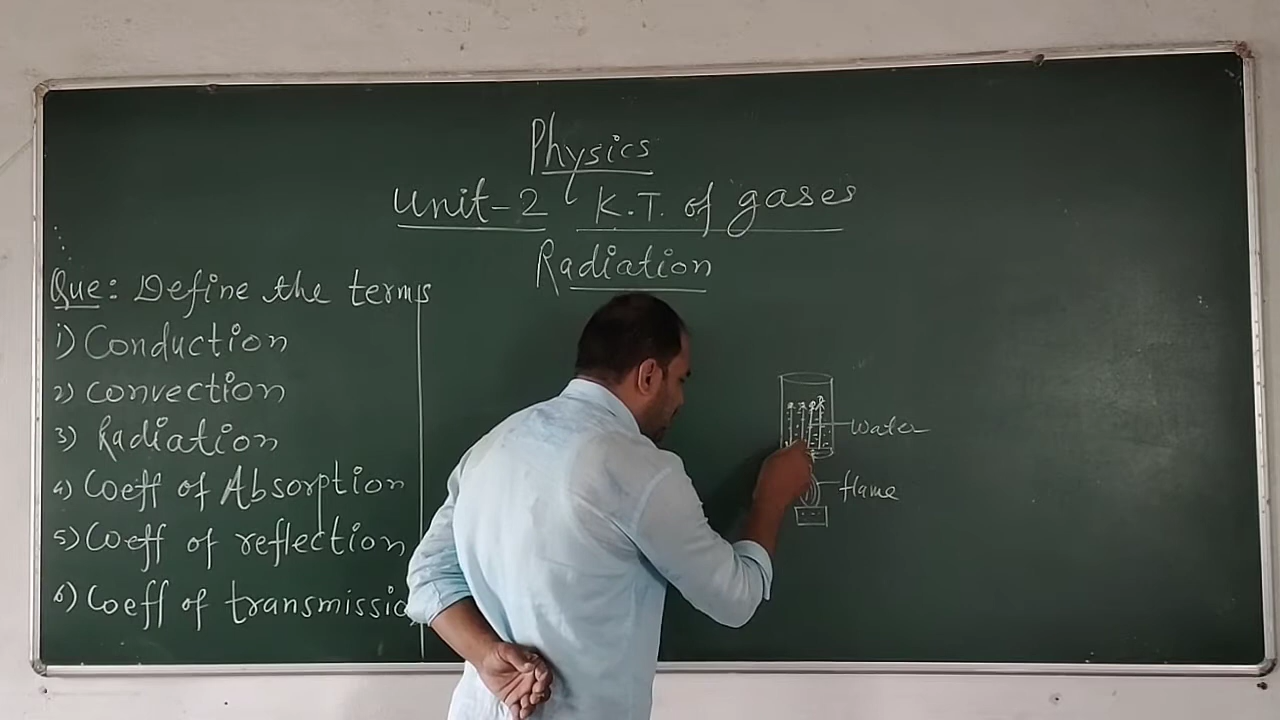 Physics
Unit-2 K.T. of gases
Radiation
Que: Define the terms
1) Conduction
2) Convection
3) Radiation
4) Coeff of Absorption
5) Coeff of reflection
6) Coeff of transmissio
Water
flame